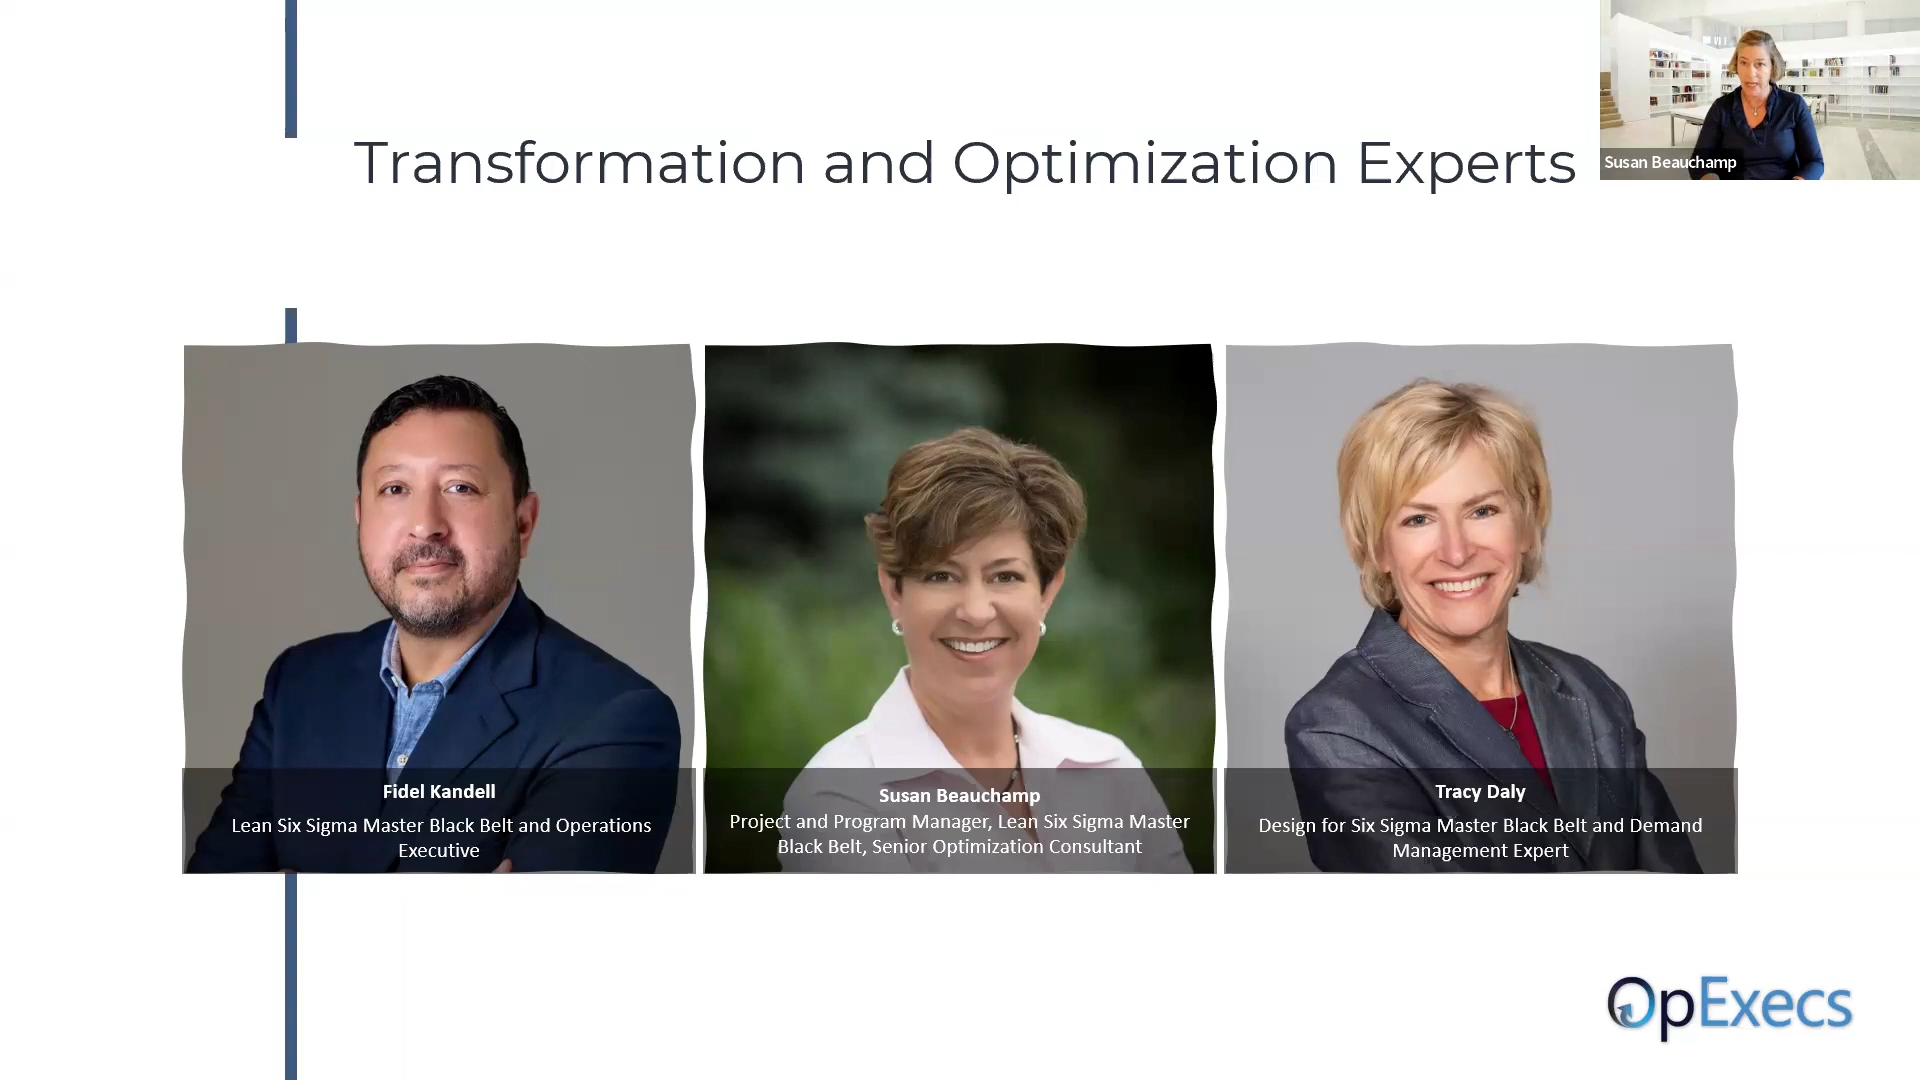 Transformation and Optimization Experts
Susan Beauchamp
Fidel Kandell
Lean Six Sigma Master Black Belt and Operations
Executive
Susan Beauchamp
Project and Program Manager, Lean Six Sigma Master
Black Belt, Senior Optimization Consultant
Tracy Daly
Design for Six Sigma Master Black Belt and Demand
Management Expert
OpExecs